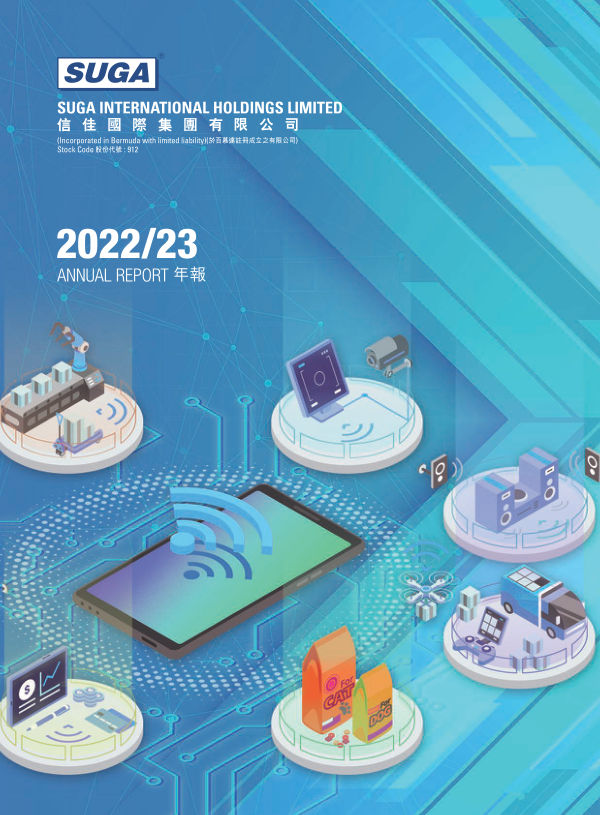 SUGA
®
SUGA INTERNATIONAL HOLDINGS LIMITED
信佳國際集團有限公司
(Incorporated in Bermuda with limited liability)(於百慕達註冊成立之有限公司)
Stock Code 股份代號 : 912
2022/23
ANNUAL REPORT 年報
$
For
CAT
For
DOG